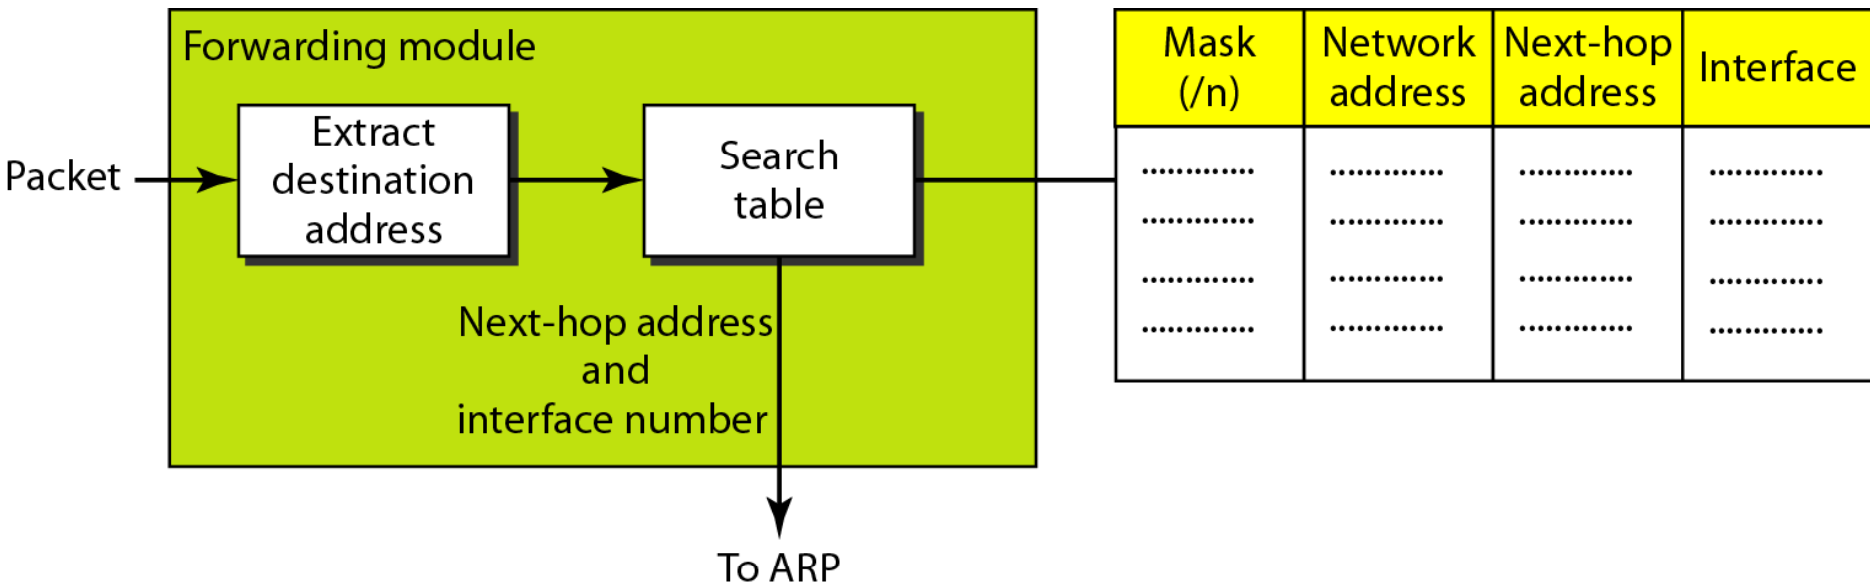 Forwarding module
Packet
Extract
destination
address
Search
table
Next-hop address
and
interface number
To ARP
Mask
(/n)
Network
address
Next-hop
address
Interface